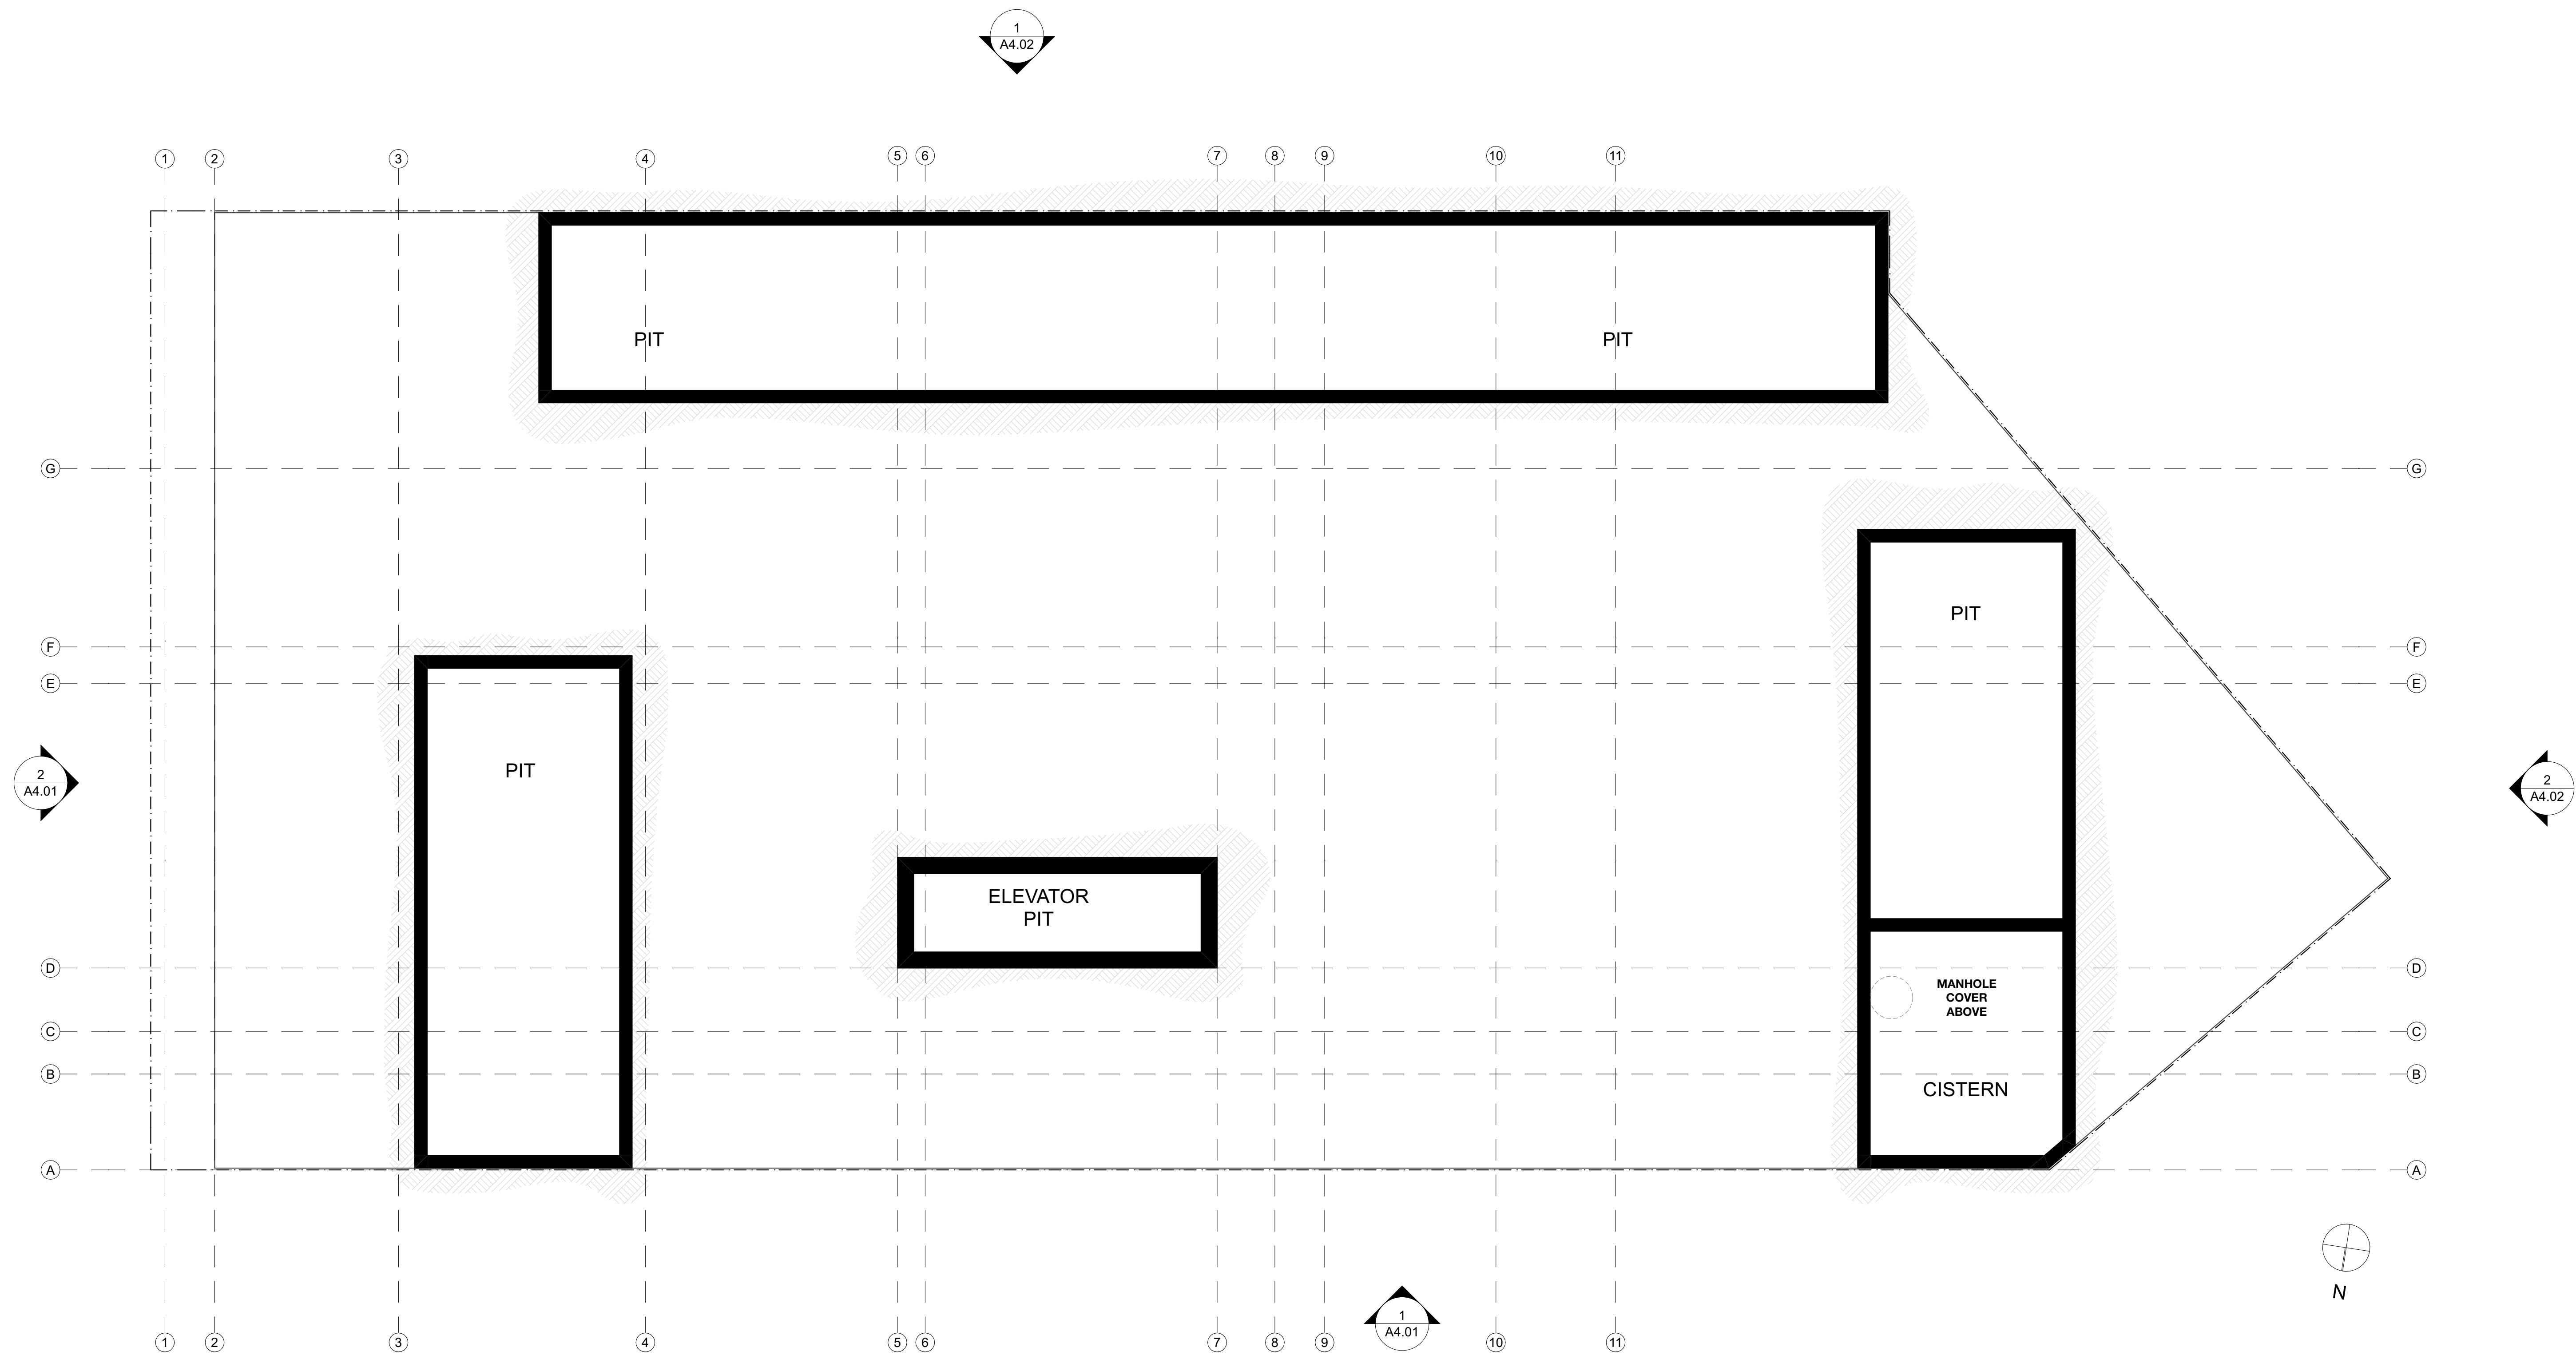 1
A4.02
1 2 3 4 5 6 7 8 9 10 11
PIT PIT
G G
PIT
F F
E E
PIT
2
A4.01
2
A4.02
ELEVATOR
PIT
D D
MANHOLE
COVER
ABOVE
C C
B B
CISTERN
A A
N
1
A4.01
1 2 3 4 5 6 7 8 9 10 11